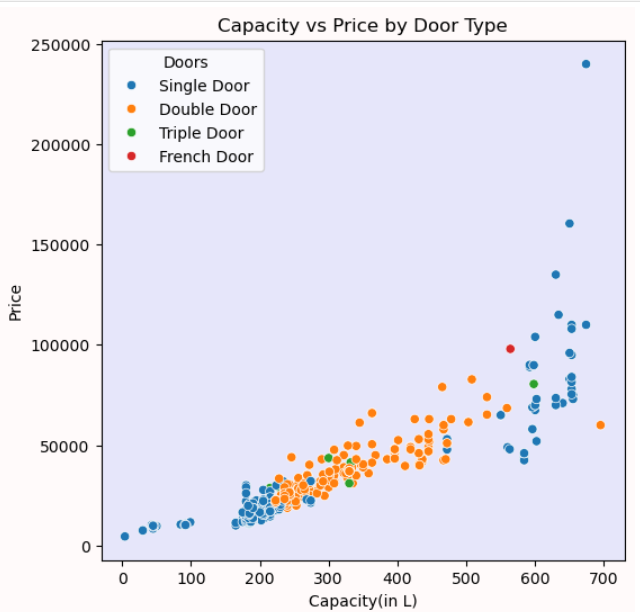 Capacity vs Price by Door Type
250000
200000
150000
100000
50000
0
Price
Doors
Single Door
Double Door
Triple Door
French Door
0 100 200 300 400 500 600 700
Capacity(in L)